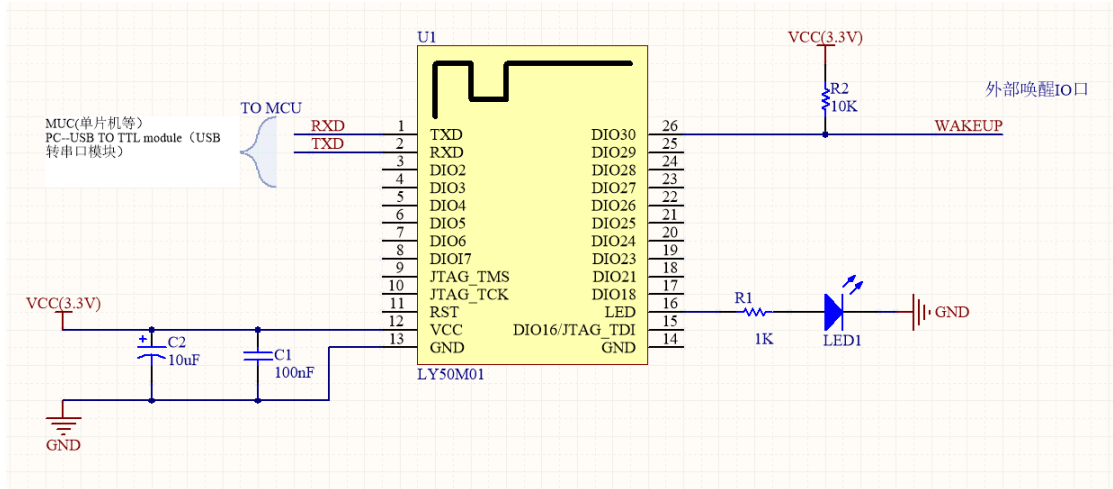 U1
VCC(3.3V)
R2
10K
外部唤醒IO口
TO MCU
MUC(单片机等）
PC--USB TO TTL module（USB
转串口模块）
RXD
TXD
1
2
3
4
5
6
7
8
9
10
11
12
13
TXD
RXD
DIO2
DIO3
DIO4
DIO5
DIO6
DIOI7
JTAG_TMS
JTAG_TCK
RST
VCC
GND
DIO30
DIO29
DIO28
DIO27
DIO26
DIO25
DIO24
DIO23
DIO21
DIO18
LED
DIO16/JTAG_TDI
GND
26
25
24
23
22
21
20
19
18
17
16
15
14
WAKEUP
R1
1K
LED1
GND
VCC(3.3V)
C2
10uF
C1
100nF
GND
LY50M01